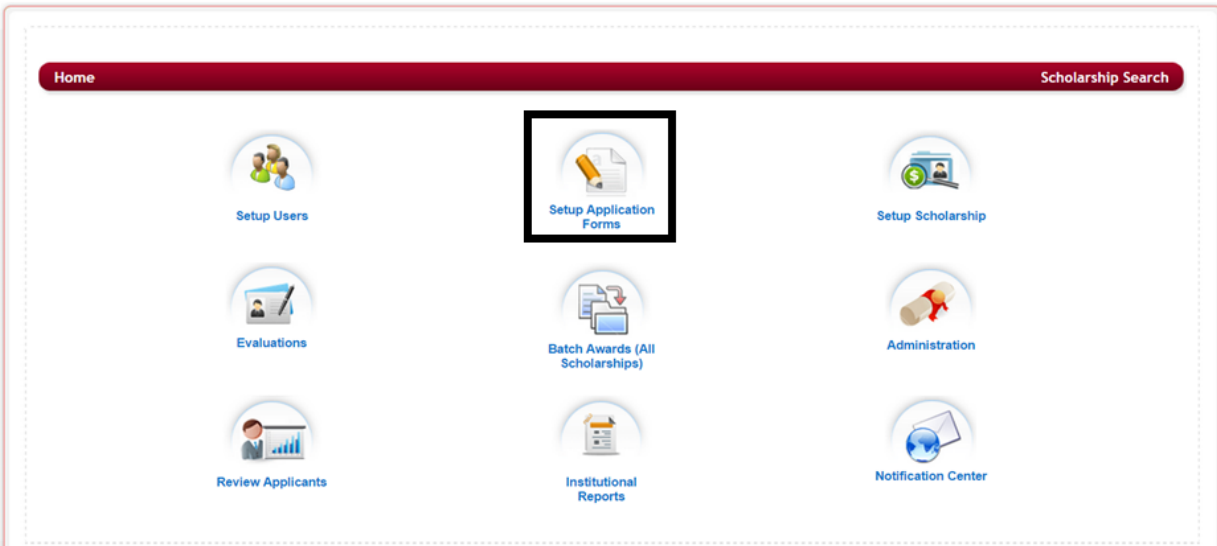 Home
Scholarship Search
Setup Users
Setup Application
Forms
Setup Scholarship
Evaluations
Batch Awards (All
Scholarships)
Administration
Review Applicants
Institutional
Reports
Notification Center